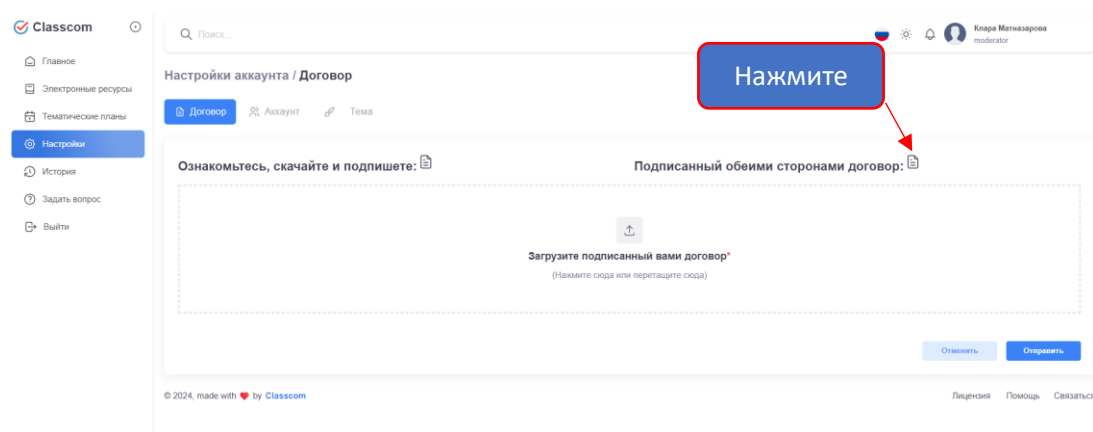 Classcom
Поиск...
Клара Матназарова
moderator
Главное
Электронные ресурсы
Тематические планы
Настройки
История
Задать вопрос
Выйти
Настройки аккаунта / Договор
Нажмите
Договор
Аккаунт
Тема
Ознакомьтесь, скачайте и подпишете:
Подписанный обеими сторонами договор:
Загрузите подписанный вами договор*
(Нажмите сюда или перетащите сюда)
Отменить
Отправить
© 2024, made with ❤ by Classcom
Лицензия Помощь Связаться